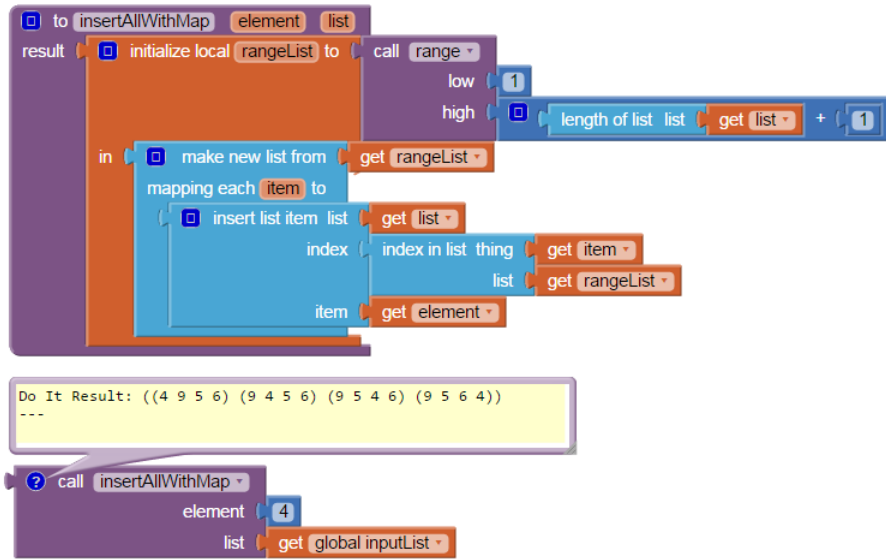 to insertAllWithMap element list
result initialize local rangeList to call range
low 1
high length of list list get list + 1
in make new list from get rangeList
mapping each item to
insert list item list get list
index index in list thing get item
list get rangeList
item get element
Do It Result: ((4 9 5 6) (9 4 5 6) (9 5 4 6) (9 5 6 4))
---
? call insertAllWithMap
element 4
list get global inputList